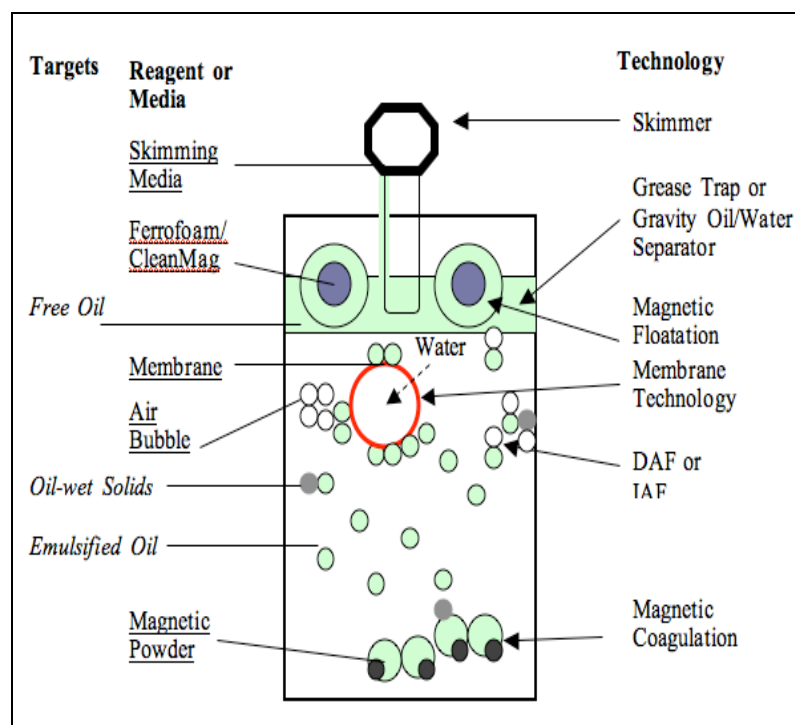 Targets
Reagent or
Media
Technology
Skimming
Media
Skimmer
Ferrofoam/
CleanMag
Grease Trap or
Gravity Oil/Water
Separator
Free Oil
Magnetic
Floatation
Water
Membrane
Membrane
Technology
Air
Bubble
Oil-wet Solids
DAF or
IAF
Emulsified Oil
Magnetic
Powder
Magnetic
Coagulation